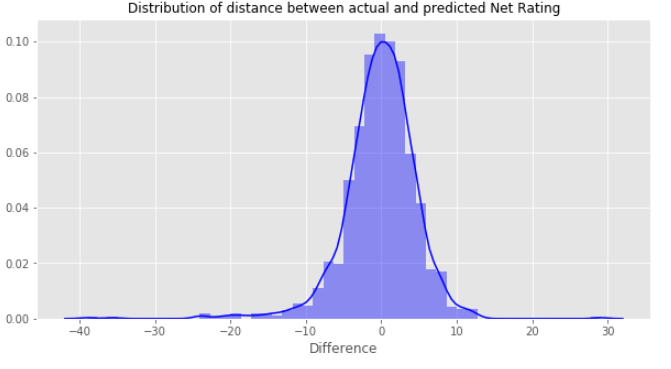 Distribution of distance between actual and predicted Net Rating
0.10
0.08
0.06
0.04
0.02
0.00
−40 −30 −20 −10 0 10 20 30
Difference